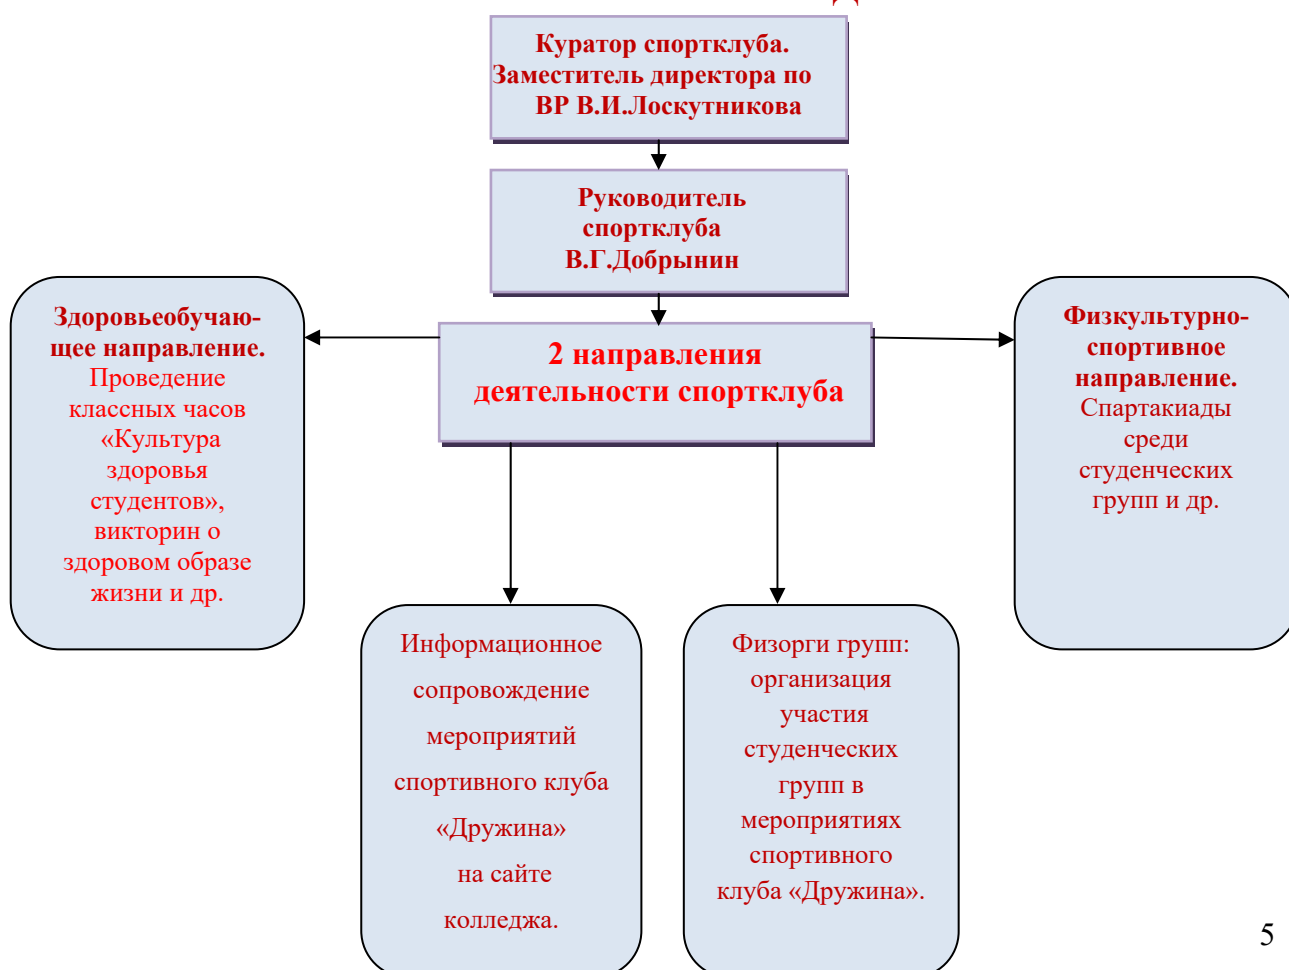 Куратор спортклуба.
Заместитель директора по
ВР В.И.Лоскутникова
Руководитель
спортклуба
В.Г.Добрынин
2 направления
деятельности спортклуба
Здоровьеобучаю-
щее направление.
Проведение
классных часов
«Культура
здоровья
студентов»,
викторин о
здоровом образе
жизни и др.
Физкультурно-
спортивное
направление.
Спартакиады
среди
студенческих
групп и др.
Информационное
сопровождение
мероприятий
спортивного клуба
«Дружина»
на сайте
колледжа.
Физорги групп:
организация
участия
студенческих
групп в
мероприятиях
спортивного
клуба «Дружина».
5